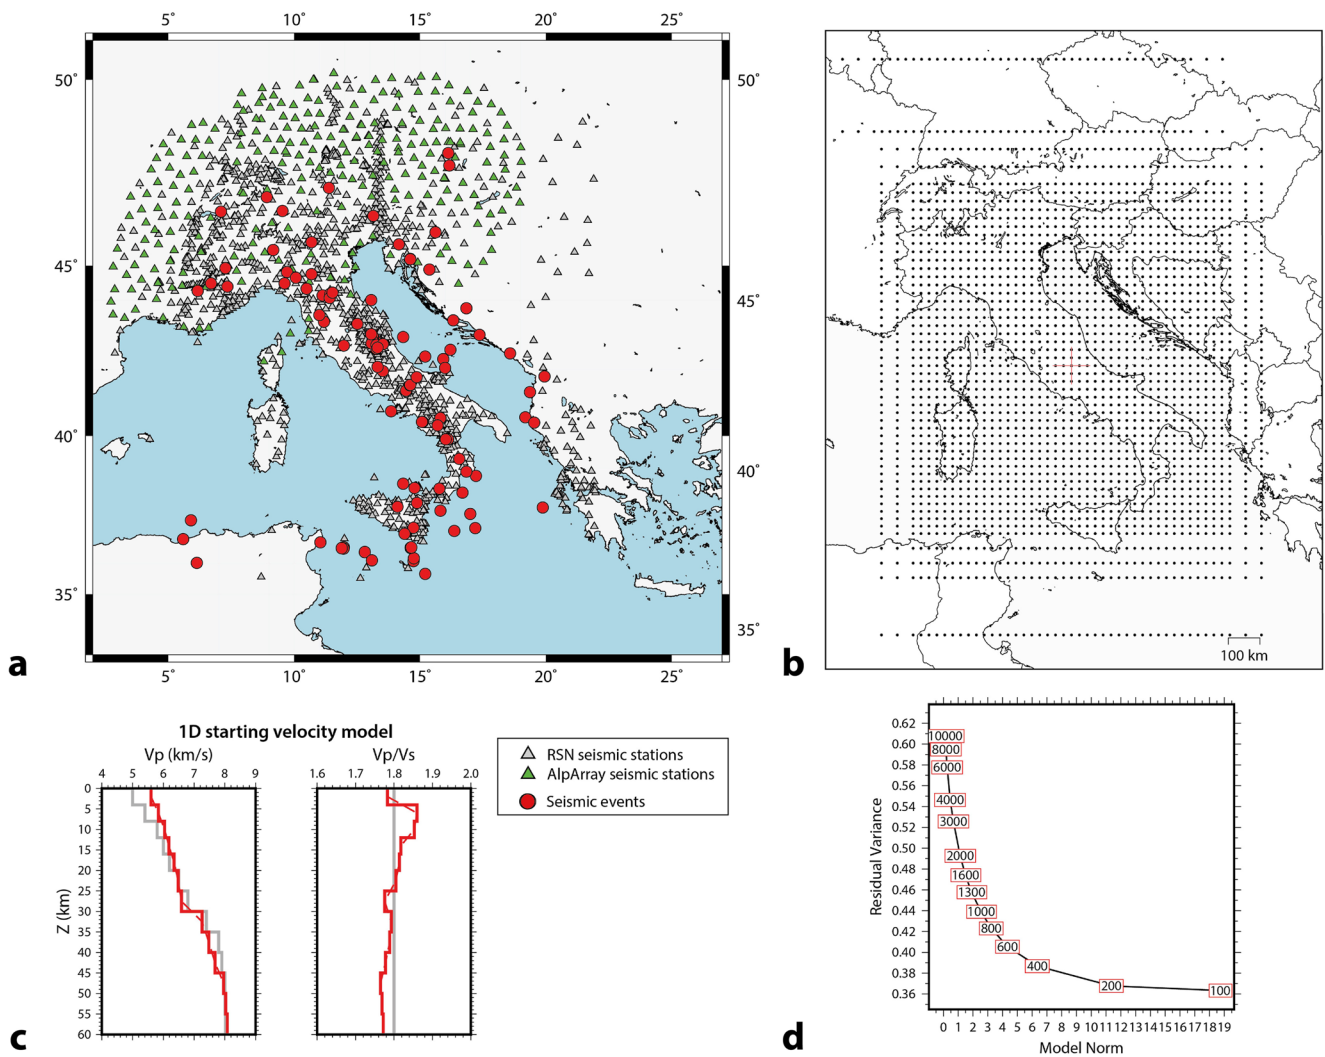 5° 10° 15° 20° 25°
50° 50°
45°
45°
40°
40°
35°
35°
5° 10° 15° 20° 25°
a
100 km
b
1D starting velocity model
Vp (km/s)
4 5 6 7 8 9
0
5
10
15
20
25
30
35
40
45
50
55
60
Z (km)
Vp/Vs
1.6 1.7 1.8 1.9 2.0
c
RSN seismic stations
AlpArray seismic stations
Seismic events
0.62
0.60
0.58
0.56
0.54
0.52
0.50
0.48
0.46
0.44
0.42
0.40
0.38
0.36
Residual Variance
10000
8000
6000
4000
3000
2000
1600
1300
1000
800
600
400
200
100
0 1 2 3 4 5 6 7 8 9 10 11 12 13 14 15 16 17 18 19
Model Norm
d